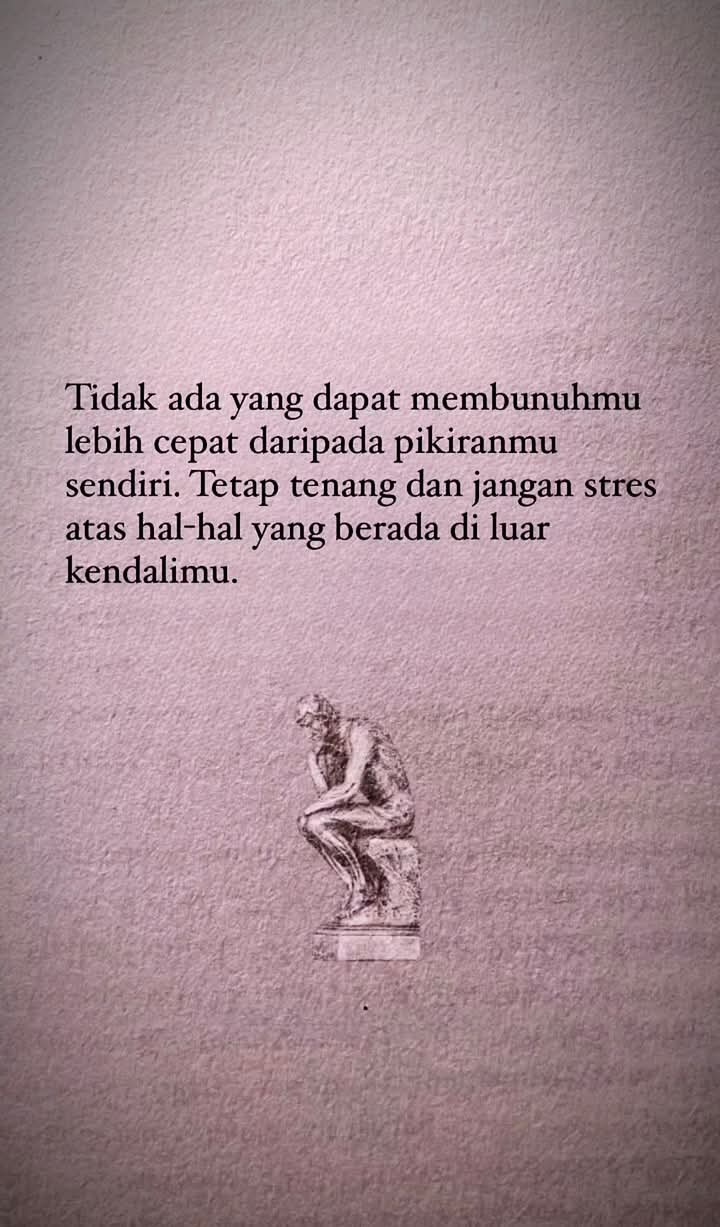 Tidak ada yang dapat membunuhmu
lebih cepat daripada pikiranmu
sendiri. Tetap tenang dan jangan stres
atas hal-hal yang berada di luar
kendalimu.